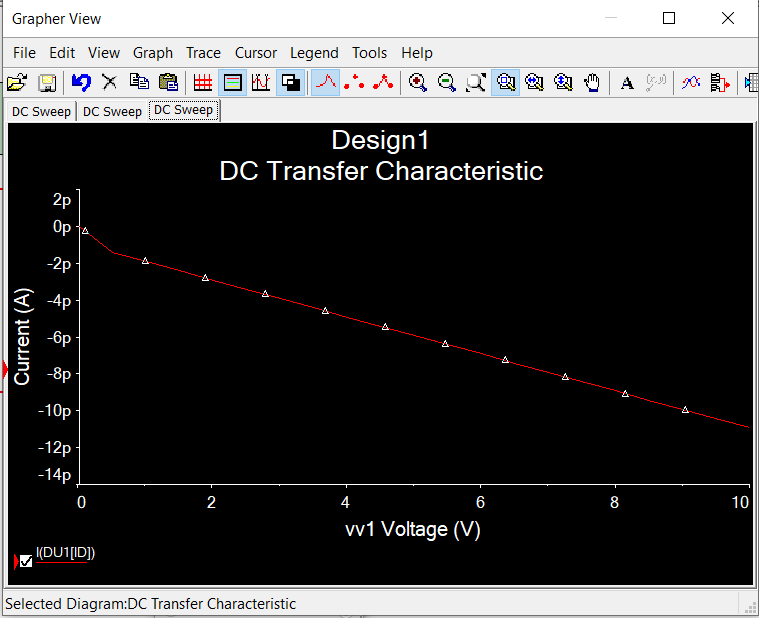 Grapher View
File Edit View Graph Trace Cursor Legend Tools Help
A
DC Sweep DC Sweep DC Sweep
Design1
DC Transfer Characteristic
2p
0p
-2p
-4p
-6p
-8p
-10p
-12p
-14p
Current (A)
0 2 4 6 8 10
vv1 Voltage (V)
I(DU1[ID])
Selected Diagram:DC Transfer Characteristic